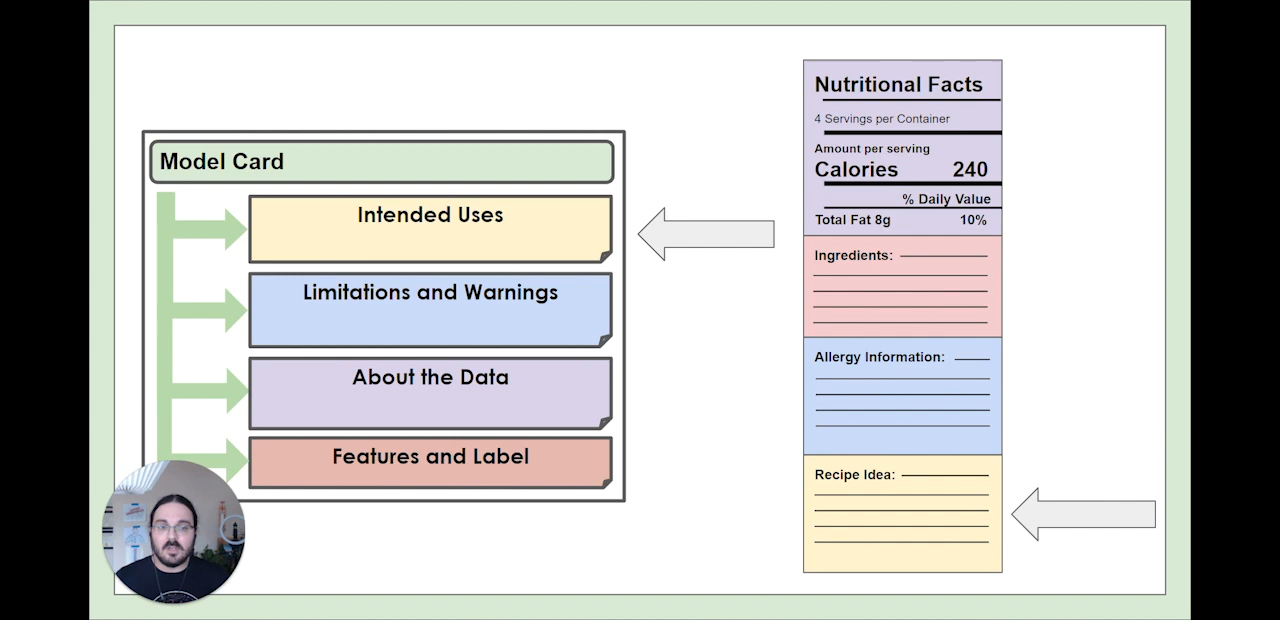 Model Card
Intended Uses
Limitations and Warnings
About the Data
Features and Label
Nutritional Facts
4 Servings per Container
Amount per serving
Calories 240
% Daily Value
Total Fat 8g 10%
Ingredients:
Allergy Information:
Recipe Idea: